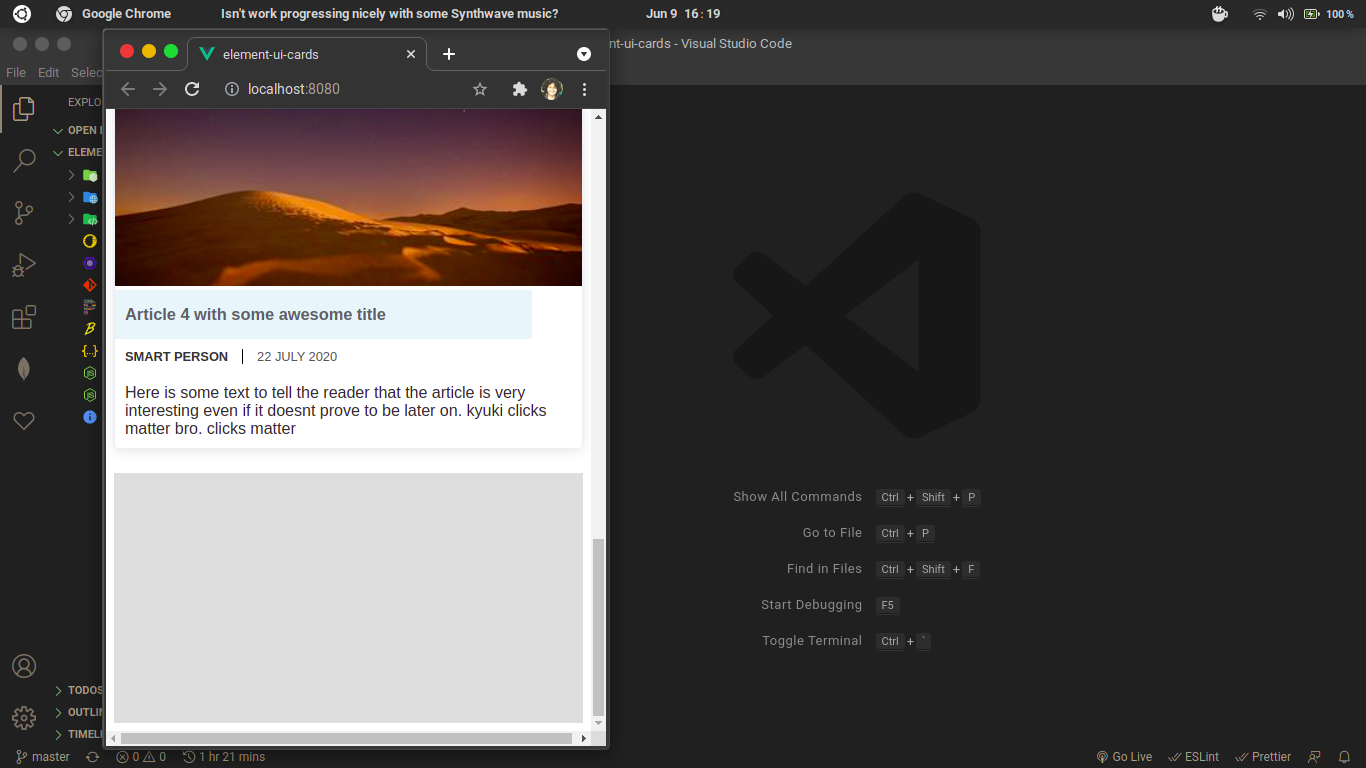 Google Chrome Isn't work progressing nicely with some Synthwave music? Jun 9 16:19 100 %
nt-ui-cards - Visual Studio Code
File Edit Selec
element-ui-cards
localhost:8080
EXPLO
OPEN
ELEME
Article 4 with some awesome title
SMART PERSON 22 JULY 2020
Here is some text to tell the reader that the article is very
interesting even if it doesnt prove to be later on. kyuki clicks
matter bro. clicks matter
Show All Commands Ctrl + Shift + P
Go to File Ctrl + P
Find in Files Ctrl + Shift + F
Start Debugging F5
Toggle Terminal Ctrl + `
TODOS
OUTLIN
TIMELI
master 0 0 1 hr 21 mins Go Live ESLint Prettier